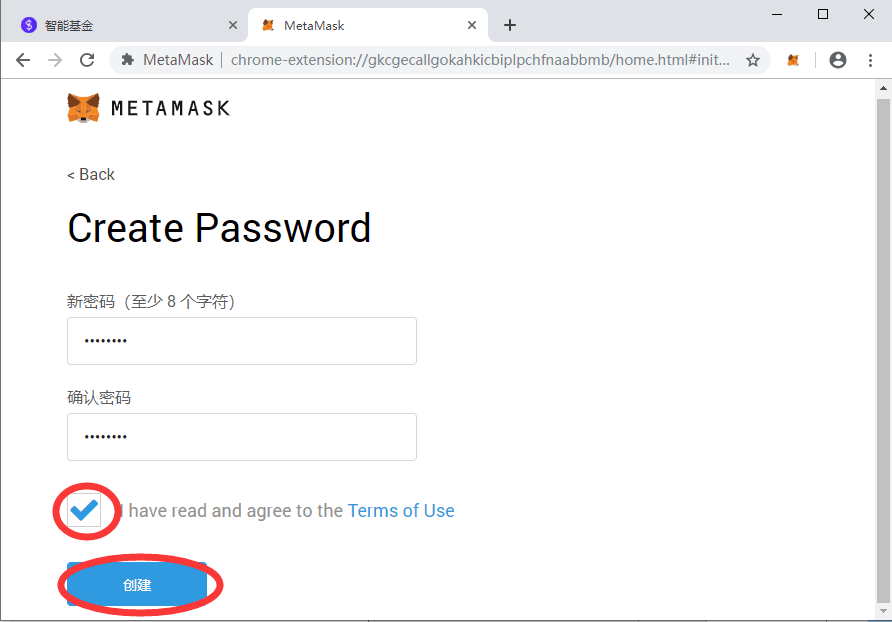 智能基金
MetaMask
MetaMask
chrome-extension://gkcgecallgokahkicbiplpchfnaabbmb/home.html#init...
METAMASK
< Back
Create Password
新密码（至少 8 个字符）
••••••••
确认密码
••••••••
I have read and agree to the Terms of Use
创建